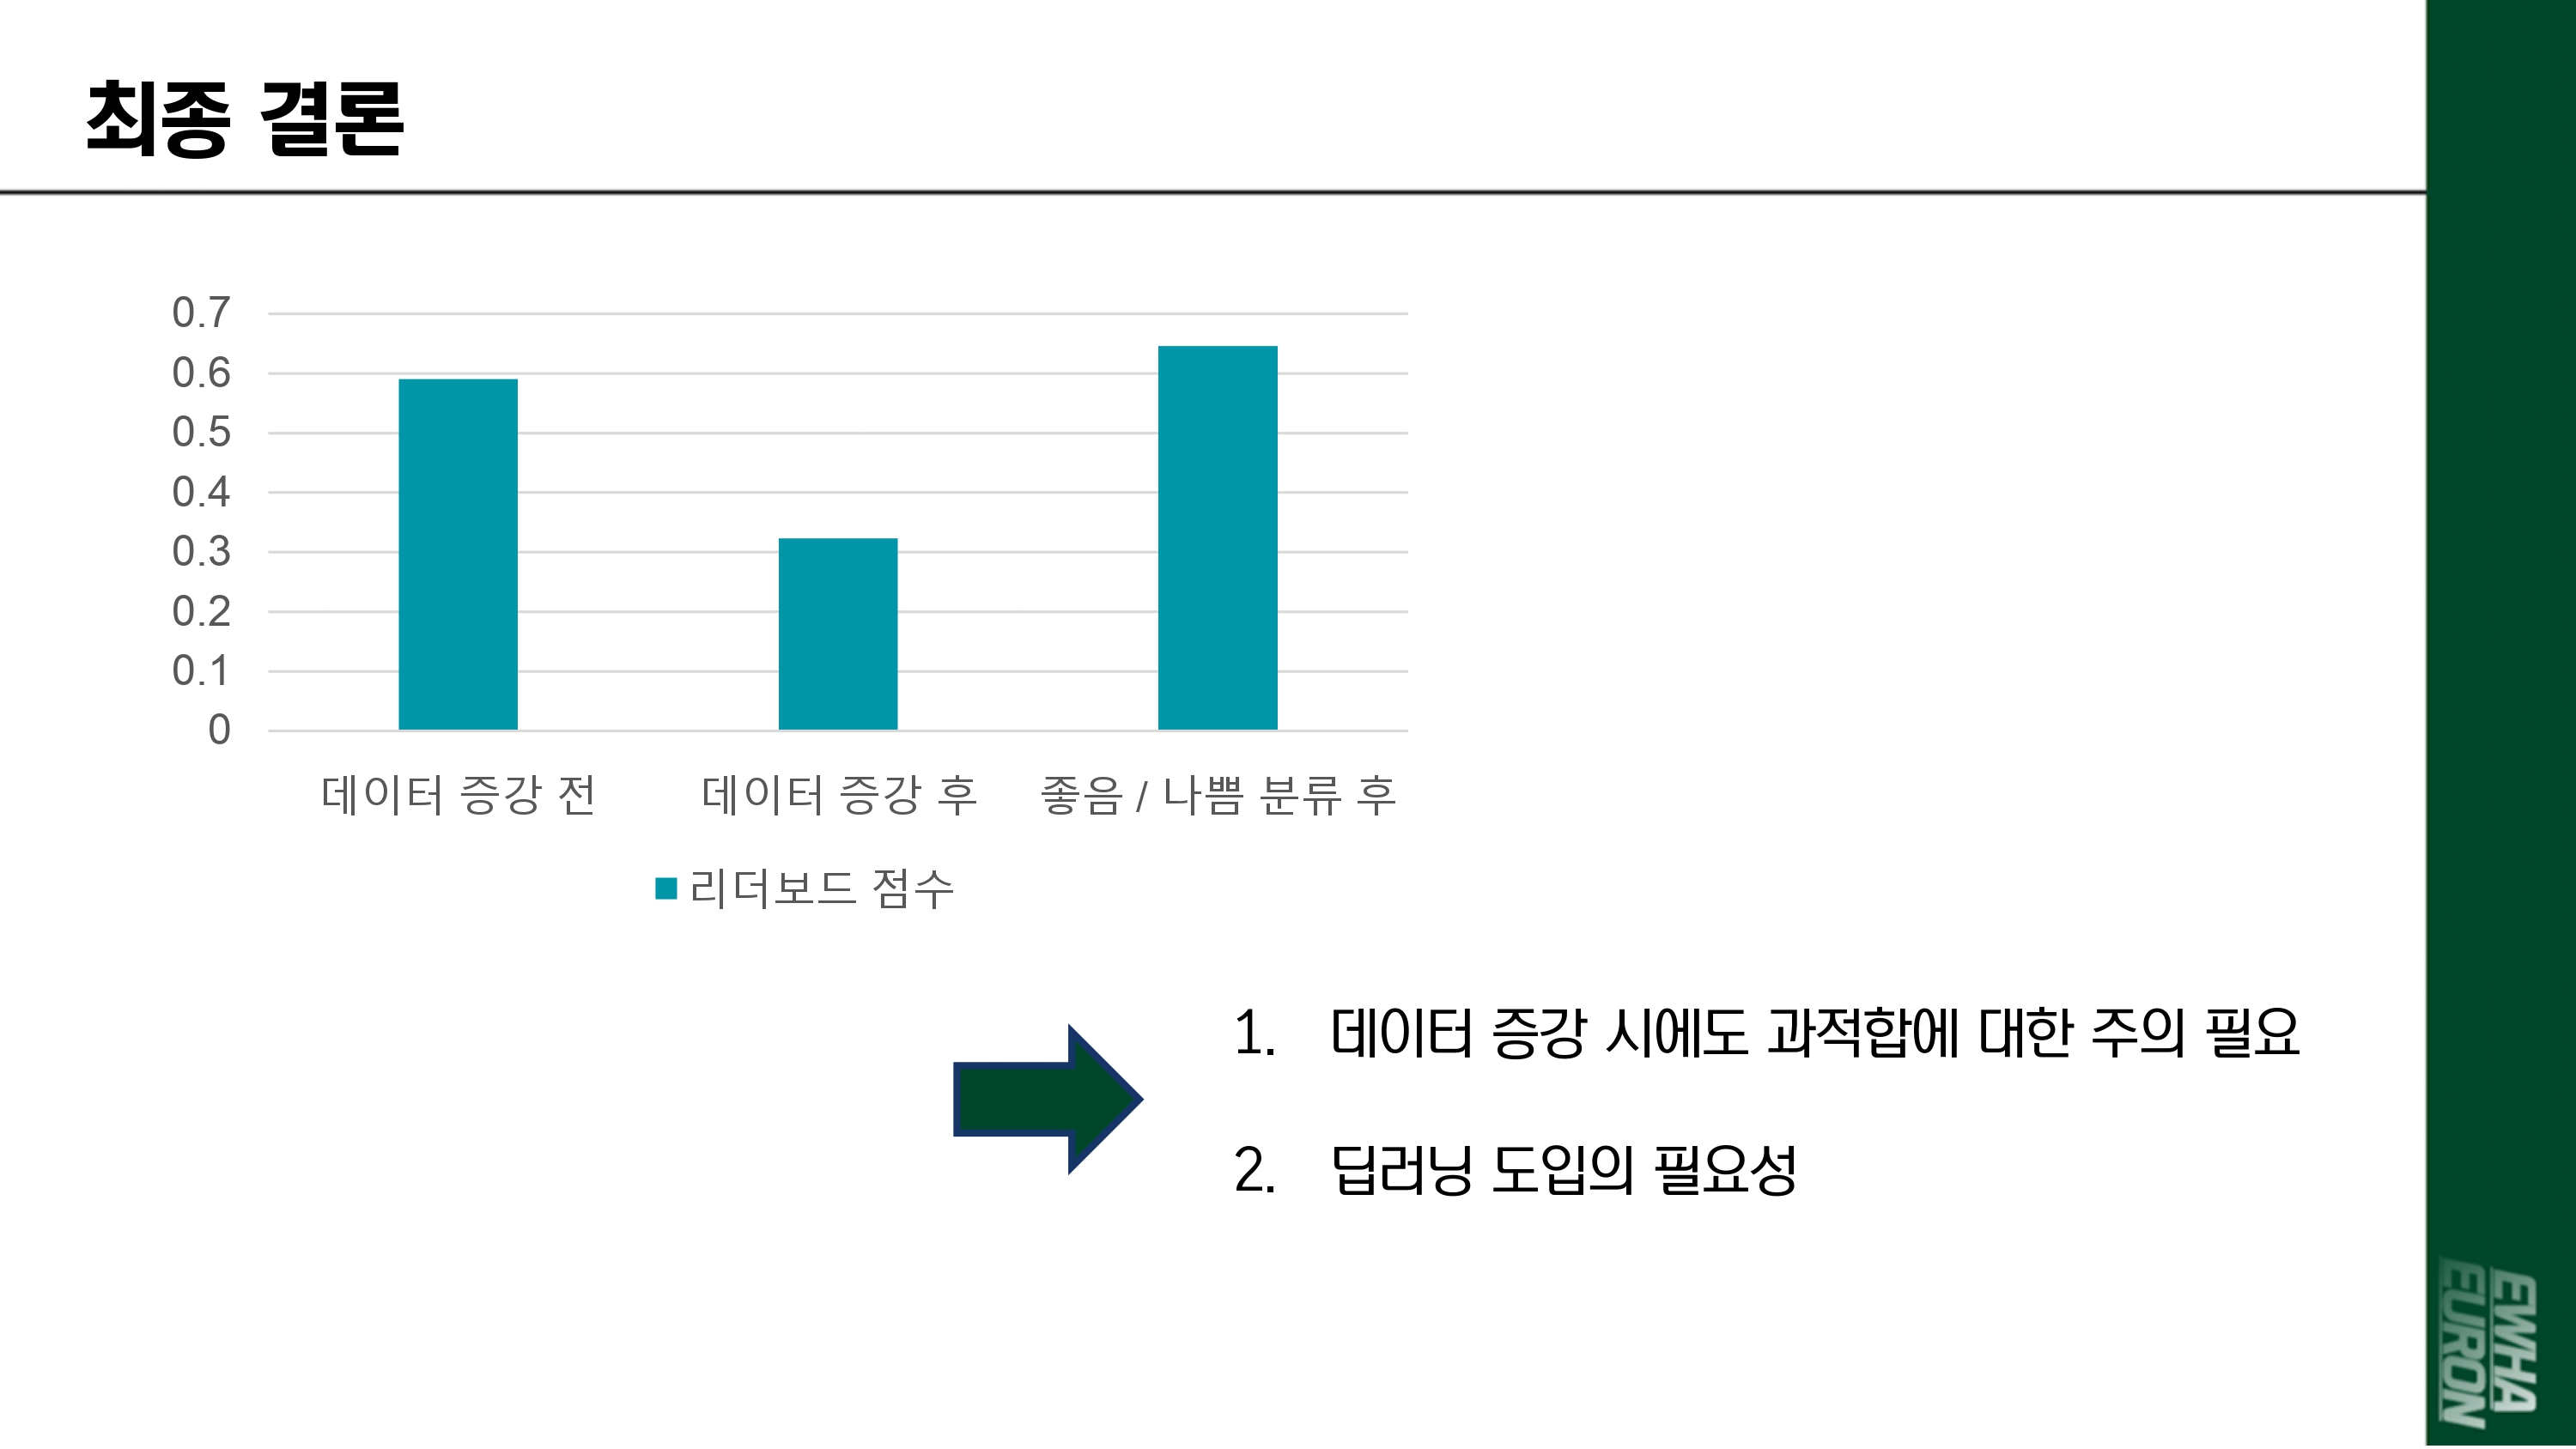 최종 결론
0.7
0.6
0.5
0.4
0.3
0.2
0.1
0
데이터 증강 전
데이터 증강 후
좋음 / 나쁨 분류 후
리더보드 점수
1. 데이터 증강 시에도 과적합에 대한 주의 필요
2. 딥러닝 도입의 필요성
EWHA
EURON